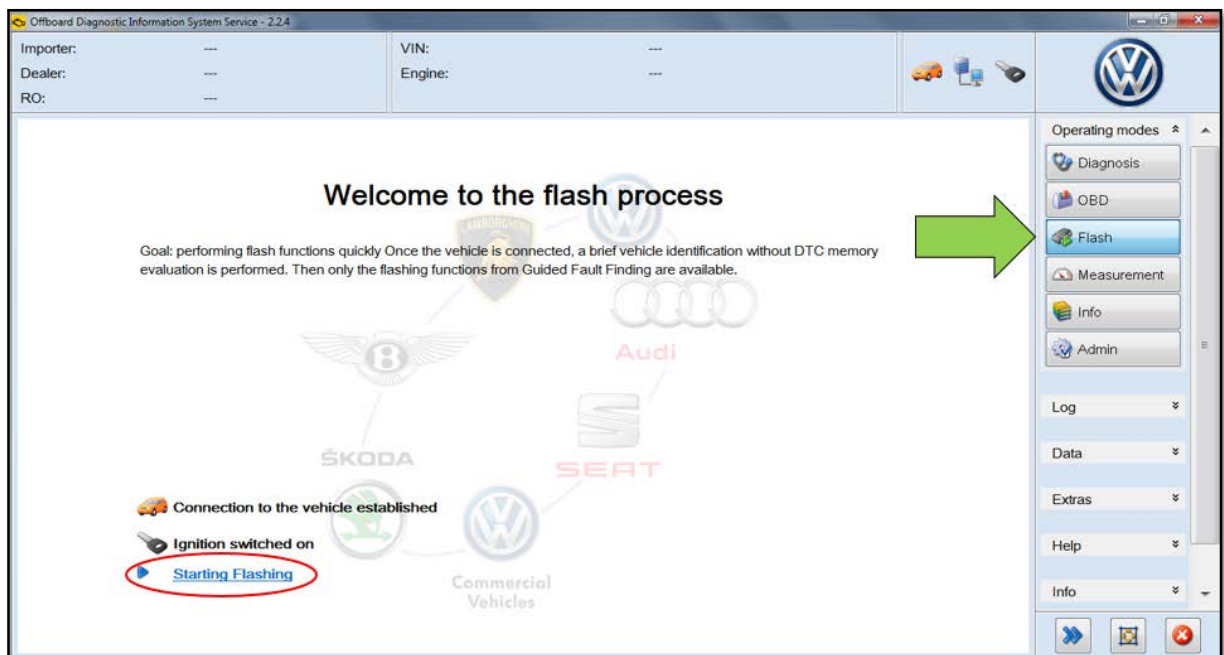 Offboard Diagnostic Information System Service - 2.2.4
Importer: ---
Dealer: ---
RO: ---
VIN: ---
Engine: ---
Welcome to the flash process
Goal: performing flash functions quickly Once the vehicle is connected, a brief vehicle identification without DTC memory
evaluation is performed. Then only the flashing functions from Guided Fault Finding are available.
LAMBORGHINI
B
Audi
ŠKODA
SEAT
Commercial
Vehicles
Connection to the vehicle established
Ignition switched on
Starting Flashing
Operating modes
Diagnosis
OBD
Flash
Measurement
Info
Admin
Log
Data
Extras
Help
Info